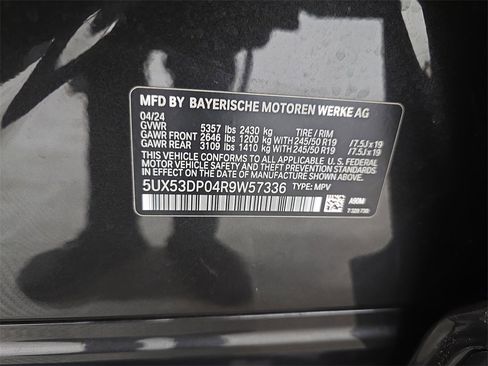 MFD BY BAYERISCHE MOTOREN WERKE AG
04/24
GVWR 5357 lbs 2430 kg TIRE / RIM
GAWR FRONT 2646 lbs 1200 kg WITH 245/50 R19 / 7.5J x 19
GAWR REAR 3109 lbs 1410 kg WITH 245/50 R19 / 7.5J x 19
THIS VEHICLE CONFORMS TO ALL APPLICABLE U.S. FEDERAL
MOTOR VEHICLE SAFETY AND THEFT PREVENTION STANDARDS
IN EFFECT ON THE DATE OF MANUFACTURE SHOWN ABOVE.
5UX53DP04R9W57336 TYPE: MPV
A90M